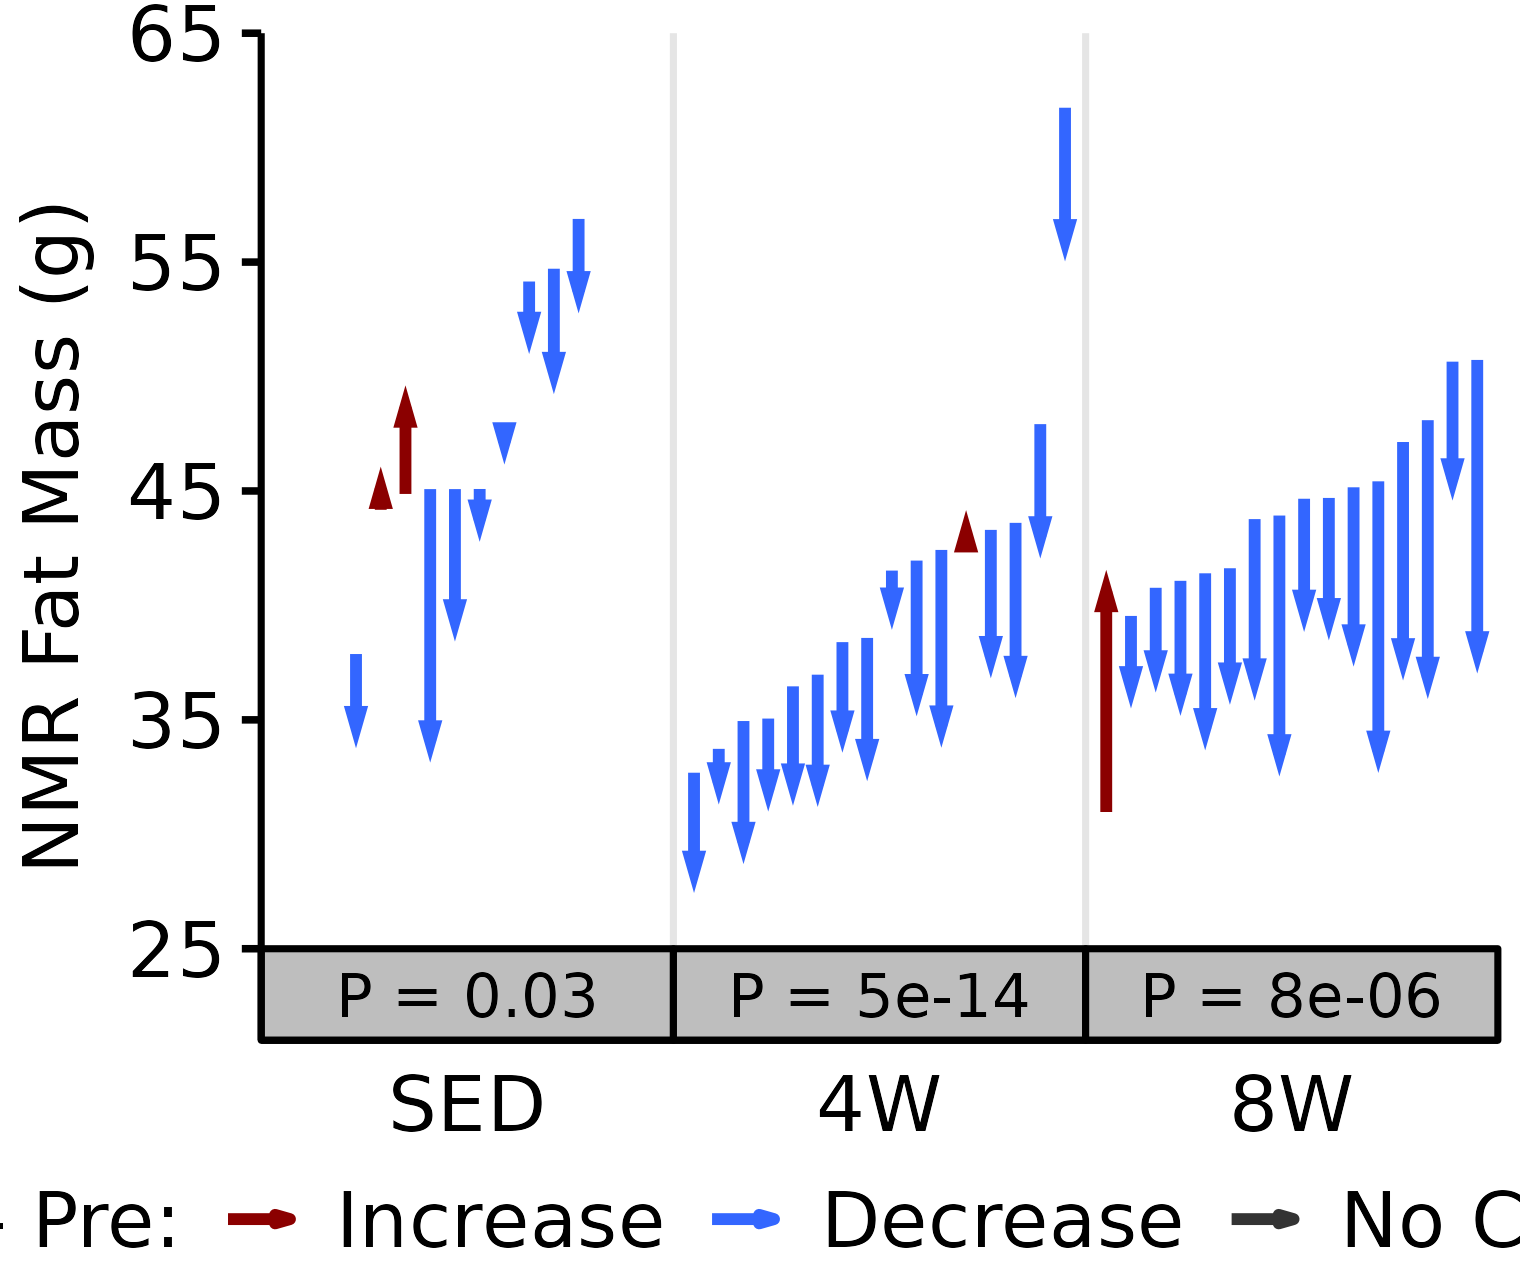 65
55
45
35
25
NMR Fat Mass (g)
P = 0.03 P = 5e-14 P = 8e-06
SED 4W 8W
- Pre: Increase Decrease No C